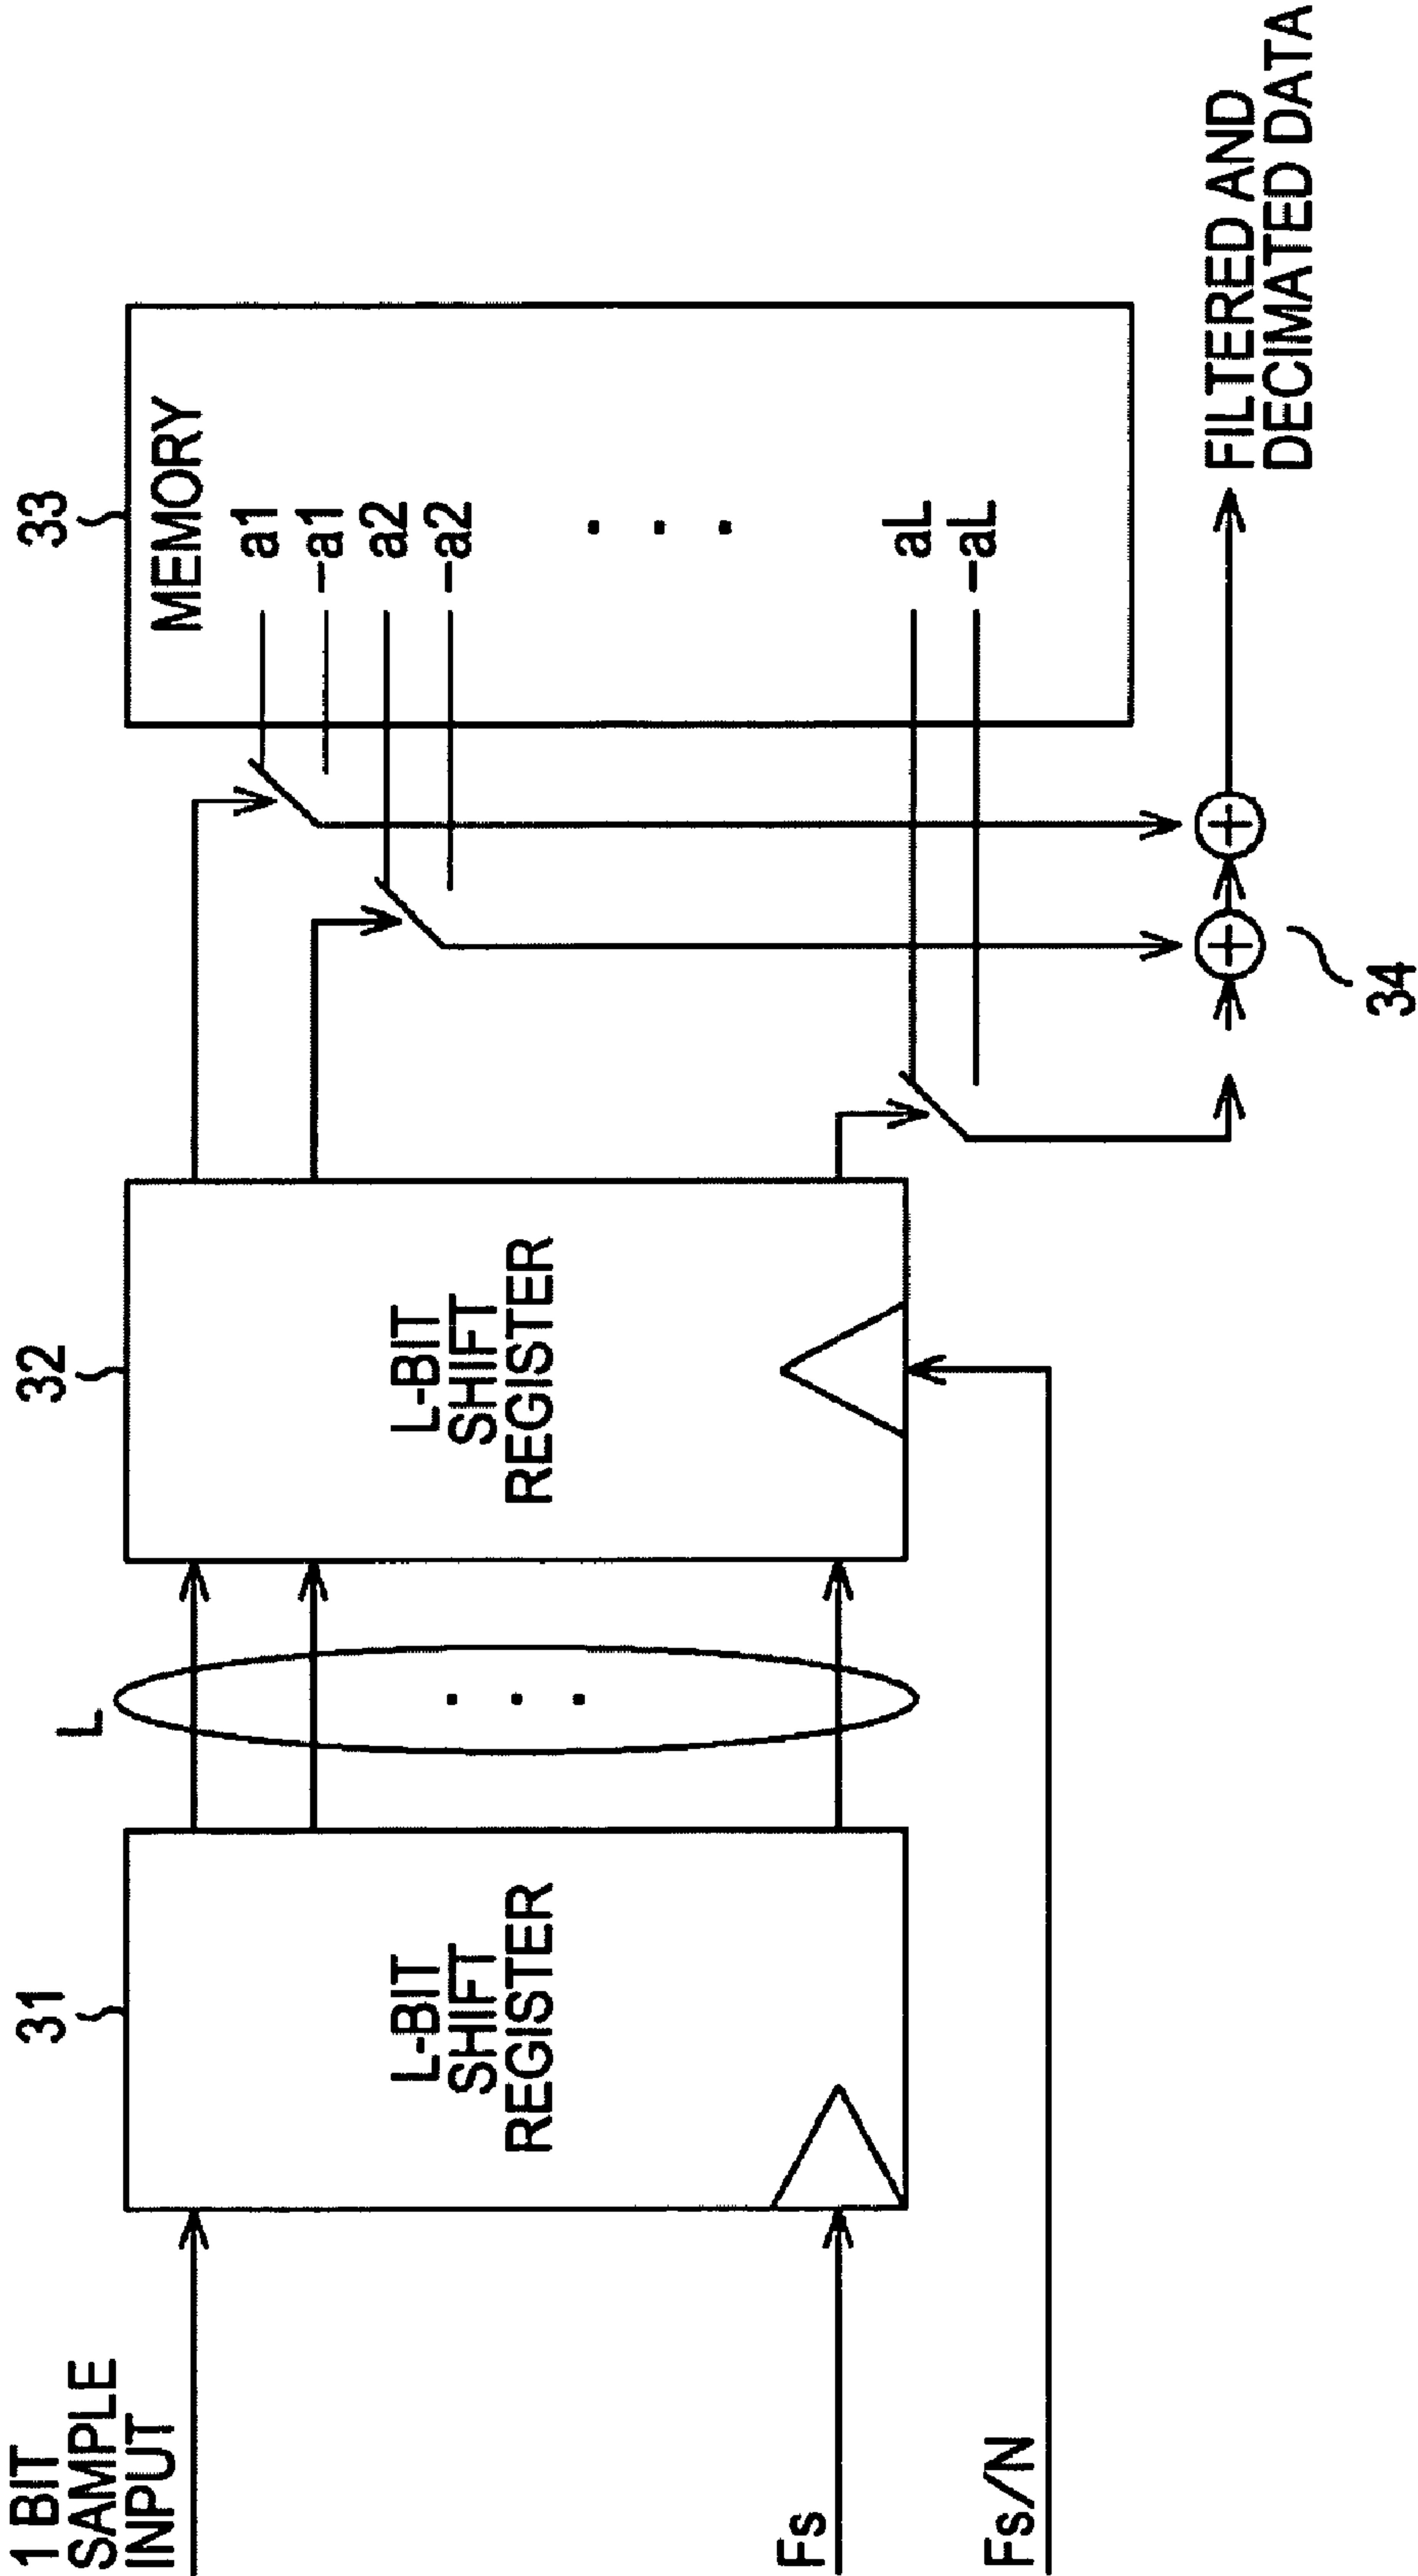 1 BIT
SAMPLE
INPUT
Fs
Fs/N
31
L-BIT
SHIFT
REGISTER
L
32
L-BIT
SHIFT
REGISTER
33
MEMORY
a1
-a1
a2
-a2
aL
-aL
34
FILTERED AND
DECIMATED DATA